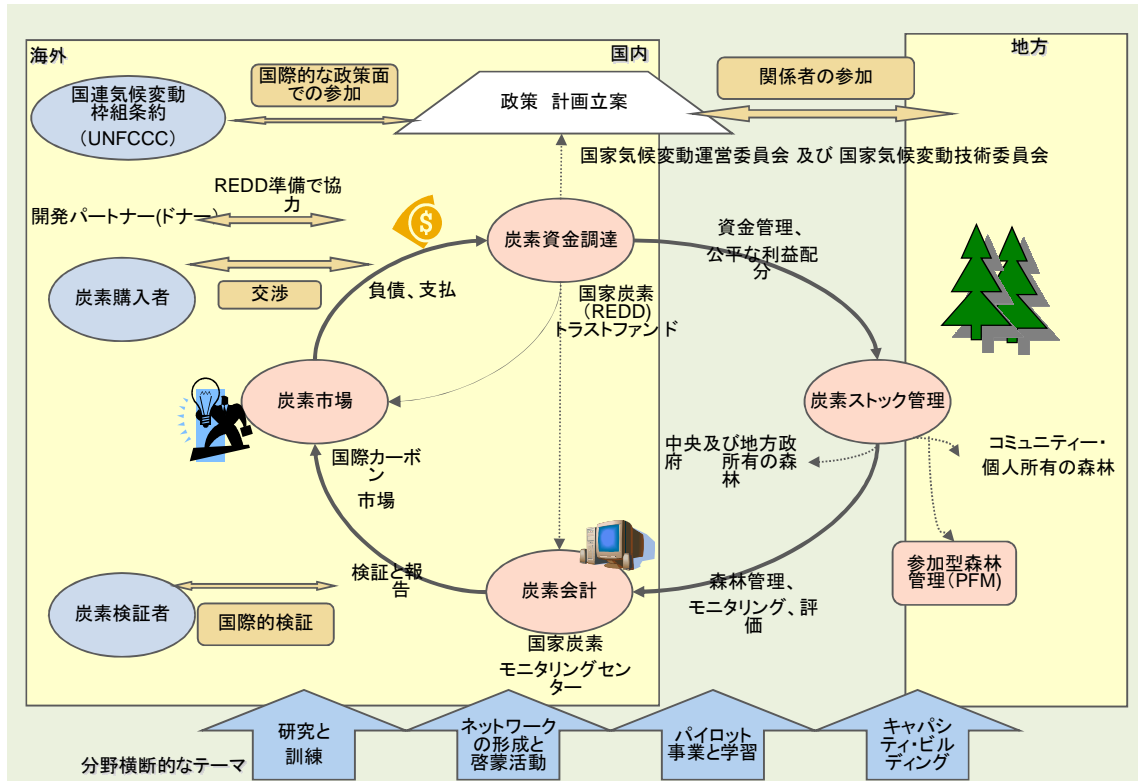 海外
国内
地方
国連気候変動
枠組条約
(UNFCCC)
国際的な政策面
での参加
政策 計画立案
関係者の参加
国家気候変動運営委員会 及び 国家気候変動技術委員会
REDD準備で協
力
開発パートナー(ドナー)
炭素資金調達
資金管理、
公平な利益配
分
炭素購入者
交渉
負債、支払
国家炭素
(REDD)
トラストファンド
炭素市場
炭素ストック管理
国際カーボ
ン
市場
中央及び地方政
府 所有の森
林
コミュニティー・
個人所有の森林
検証と報
告
炭素会計
森林管理、
モニタリング、評
価
参加型森林
管理(PFM)
炭素検証者
国際的検証
国家炭素
モニタリングセン
ター
研究と
訓練
ネットワーク
の形成と
啓蒙活動
パイロット
事業と学習
キャパシ
ティ・ビル
ディング
分野横断的なテーマ
$